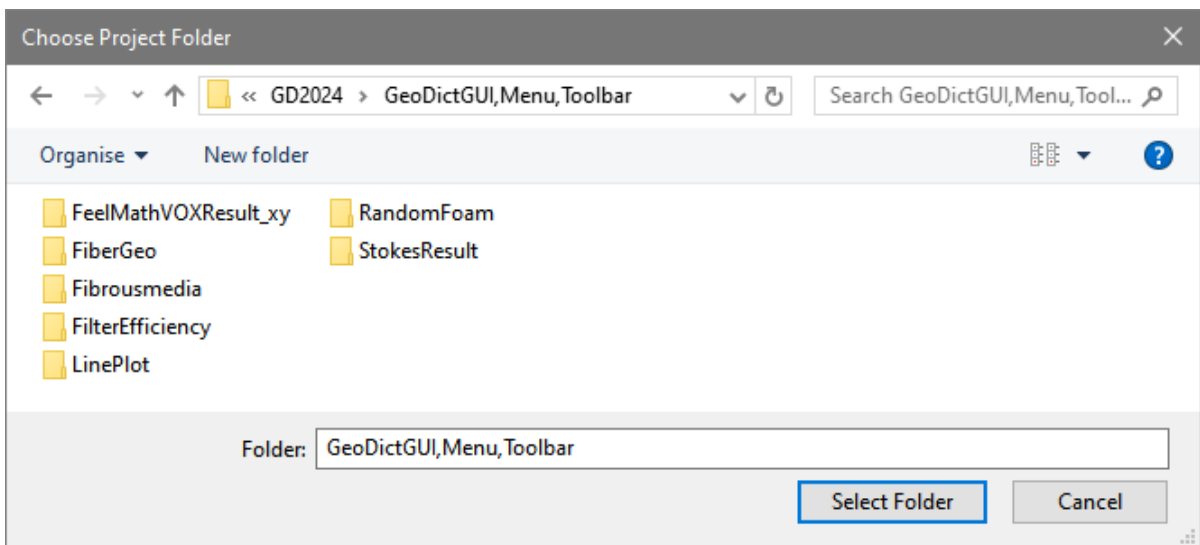 Choose Project Folder
« GD2024 > GeoDictGUI,Menu,Toolbar
Search GeoDictGUI,Menu,Tool...
Organise New folder
?
FeelMathVOXResult_xy
FiberGeo
Fibrousmedia
FilterEfficiency
LinePlot
RandomFoam
StokesResult
Folder: GeoDictGUI,Menu,Toolbar
Select Folder Cancel